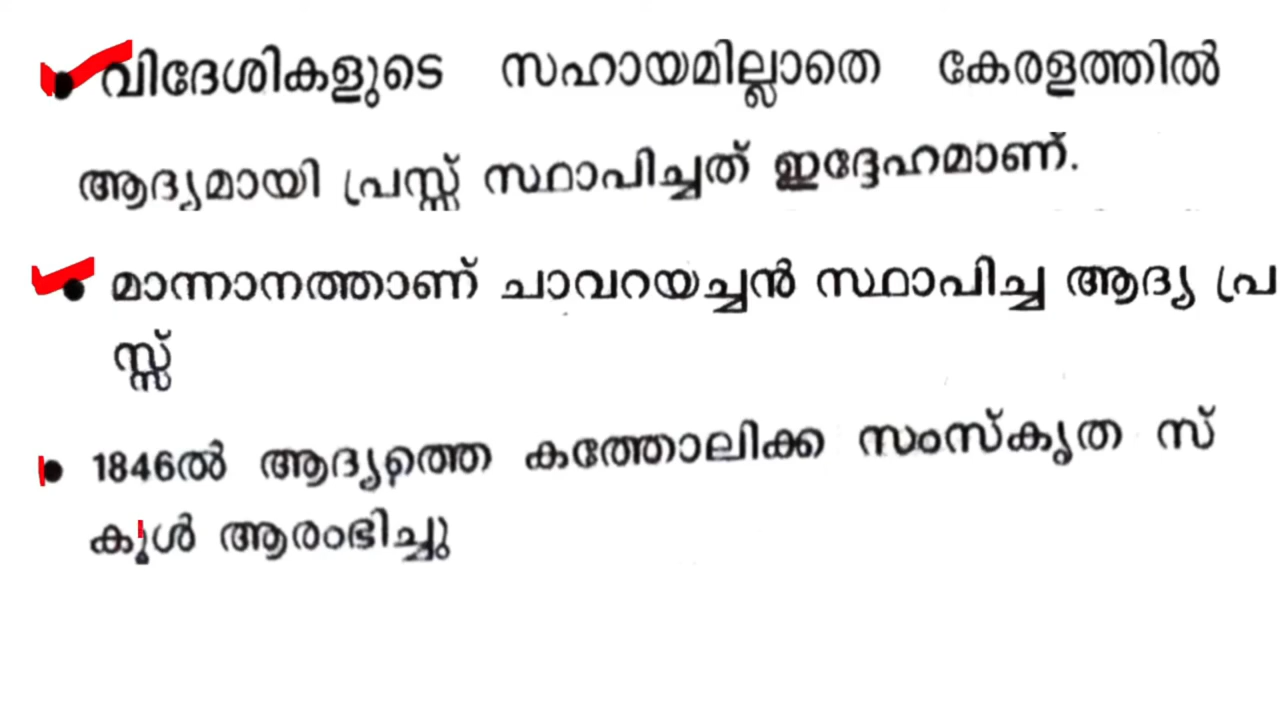 വിദേശികളുടെ സഹായമില്ലാതെ കേരളത്തിൽ
ആദ്യമായി പ്രസ്സ് സ്ഥാപിച്ചത് ഇദ്ദേഹമാണ്.
മാന്നാനത്താണ് ചാവറയച്ചൻ സ്ഥാപിച്ച ആദ്യ പ്ര
സ്സ്
1846ൽ ആദ്യത്തെ കത്തോലിക്ക സംസ്കൃത സ്
കൂൾ ആരംഭിച്ചു